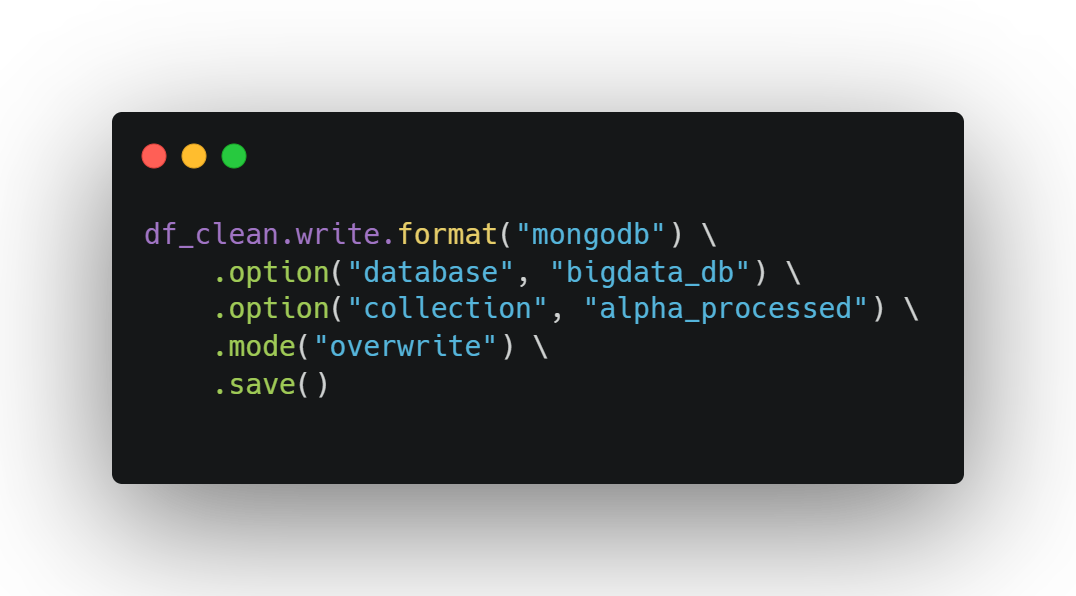 df_clean.write.format("mongodb") \
    .option("database", "bigdata_db") \
    .option("collection", "alpha_processed") \
    .mode("overwrite") \
    .save()